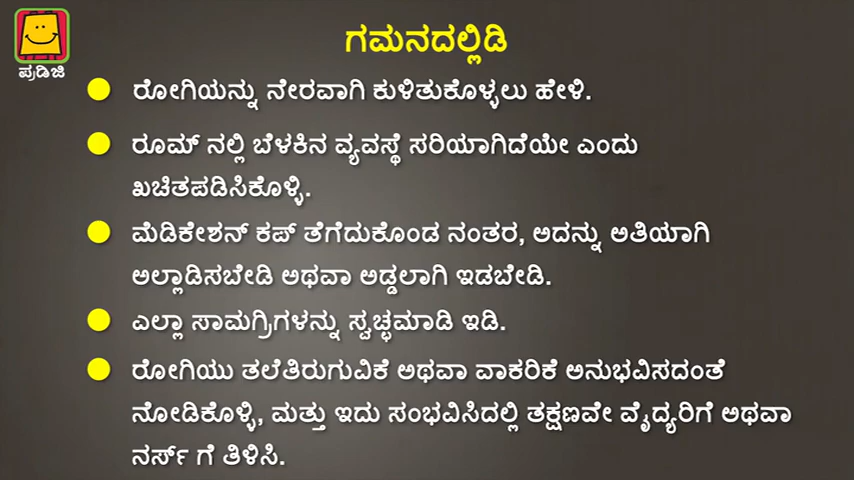 ಗಮನದಲ್ಲಿಡಿ
ಪ್ರಡಿಜಿ
ರೋಗಿಯನ್ನು ನೇರವಾಗಿ ಕುಳಿತುಕೊಳ್ಳಲು ಹೇಳಿ.
ರೂಮ್ ನಲ್ಲಿ ಬೆಳಕಿನ ವ್ಯವಸ್ಥೆ ಸರಿಯಾಗಿದೆಯೇ ಎಂದು
ಖಚಿತಪಡಿಸಿಕೊಳ್ಳಿ.
ಮೆಡಿಕೇಶನ್ ಕಪ್ ತೆಗೆದುಕೊಂಡ ನಂತರ, ಅದನ್ನು ಅತಿಯಾಗಿ
ಅಲ್ಲಾಡಿಸಬೇಡಿ ಅಥವಾ ಅಡ್ಡಲಾಗಿ ಇಡಬೇಡಿ.
ಎಲ್ಲಾ ಸಾಮಗ್ರಿಗಳನ್ನು ಸ್ವಚ್ಛಮಾಡಿ ಇಡಿ.
ರೋಗಿಯು ತಲೆತಿರುಗುವಿಕೆ ಅಥವಾ ವಾಕರಿಕೆ ಅನುಭವಿಸದಂತೆ
ನೋಡಿಕೊಳ್ಳಿ, ಮತ್ತು ಇದು ಸಂಭವಿಸಿದಲ್ಲಿ ತಕ್ಷಣವೇ ವೈದ್ಯರಿಗೆ ಅಥವಾ
ನರ್ಸ್ ಗೆ ತಿಳಿಸಿ.